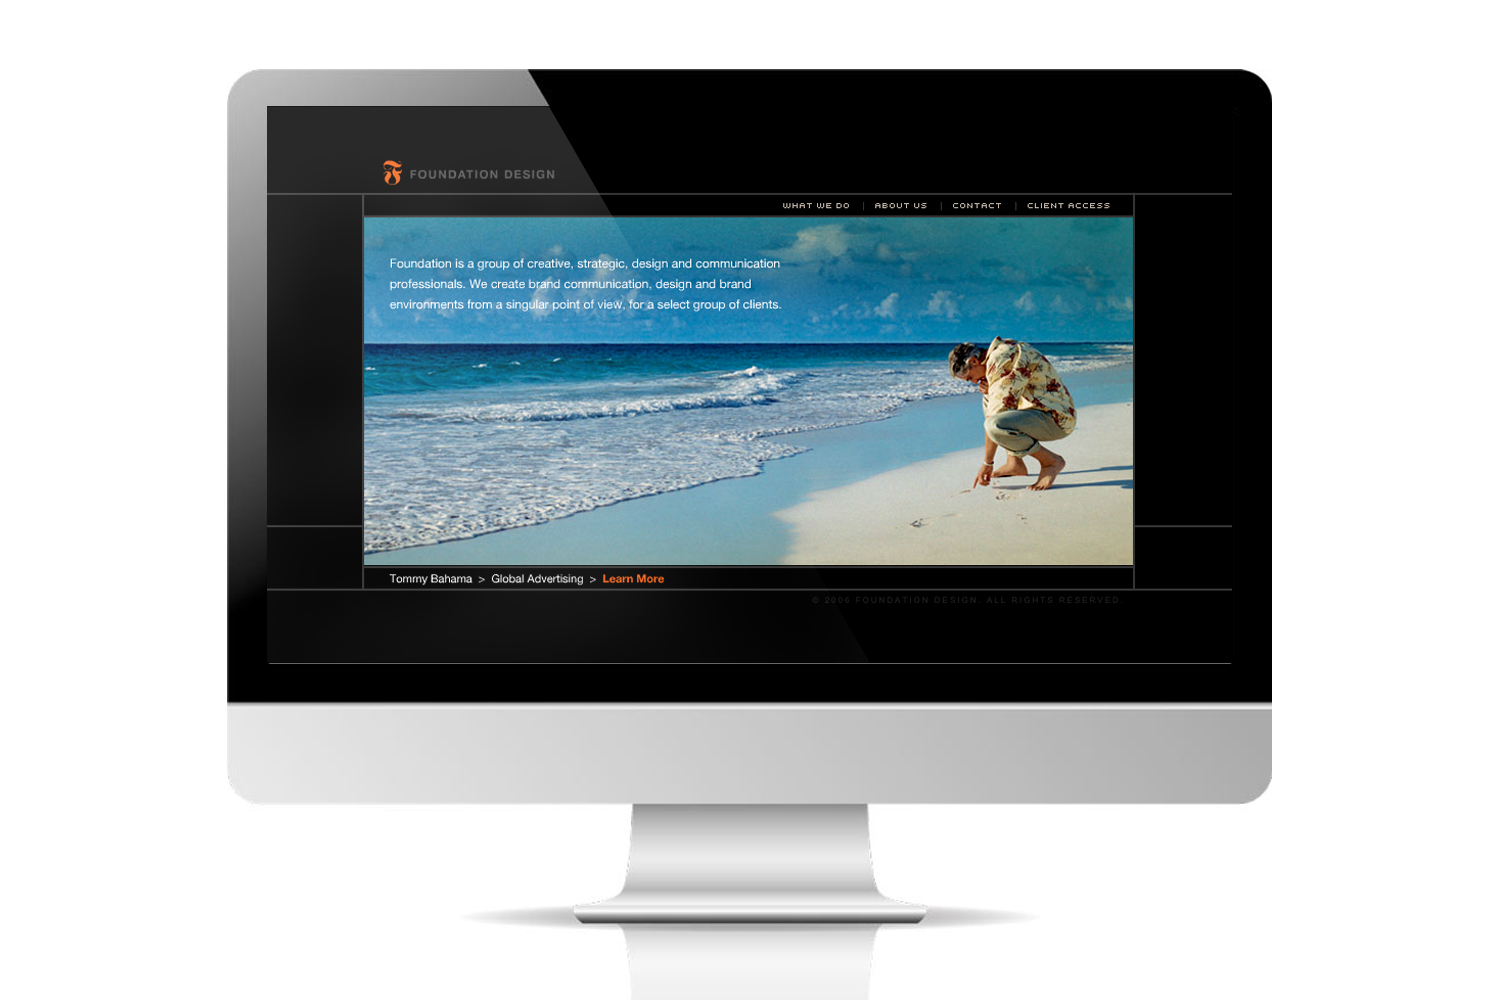 FOUNDATION DESIGN
WHAT WE DO | ABOUT US | CONTACT | CLIENT ACCESS
Foundation is a group of creative, strategic, design and communication
professionals. We create brand communication, design and brand
environments from a singular point of view, for a select group of clients.
Tommy Bahama > Global Advertising > Learn More
© 2006 FOUNDATION DESIGN. ALL RIGHTS RESERVED.